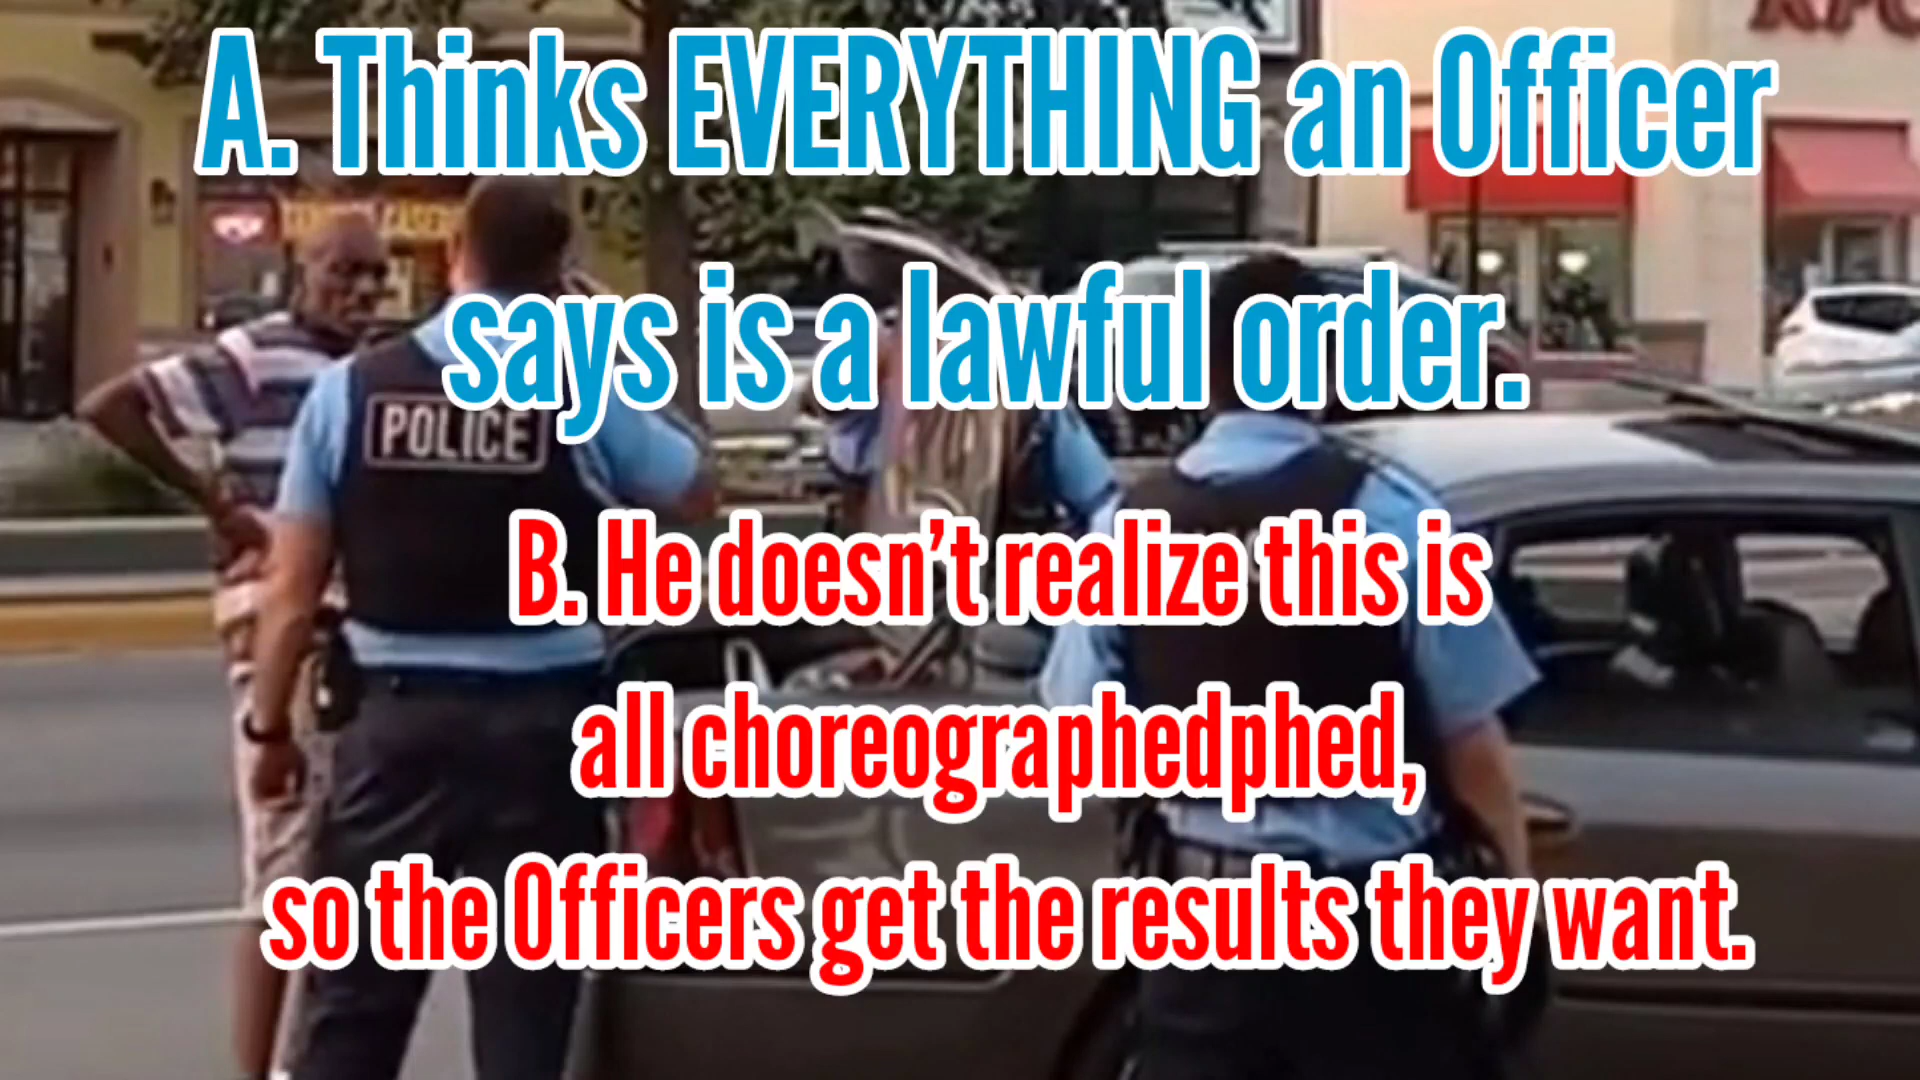 A. Thinks EVERYTHING an Officer
says is a lawful order.
POLICE
B. He doesn't realize this is
all choreographedphed,
so the Officers get the results they want.
KFC